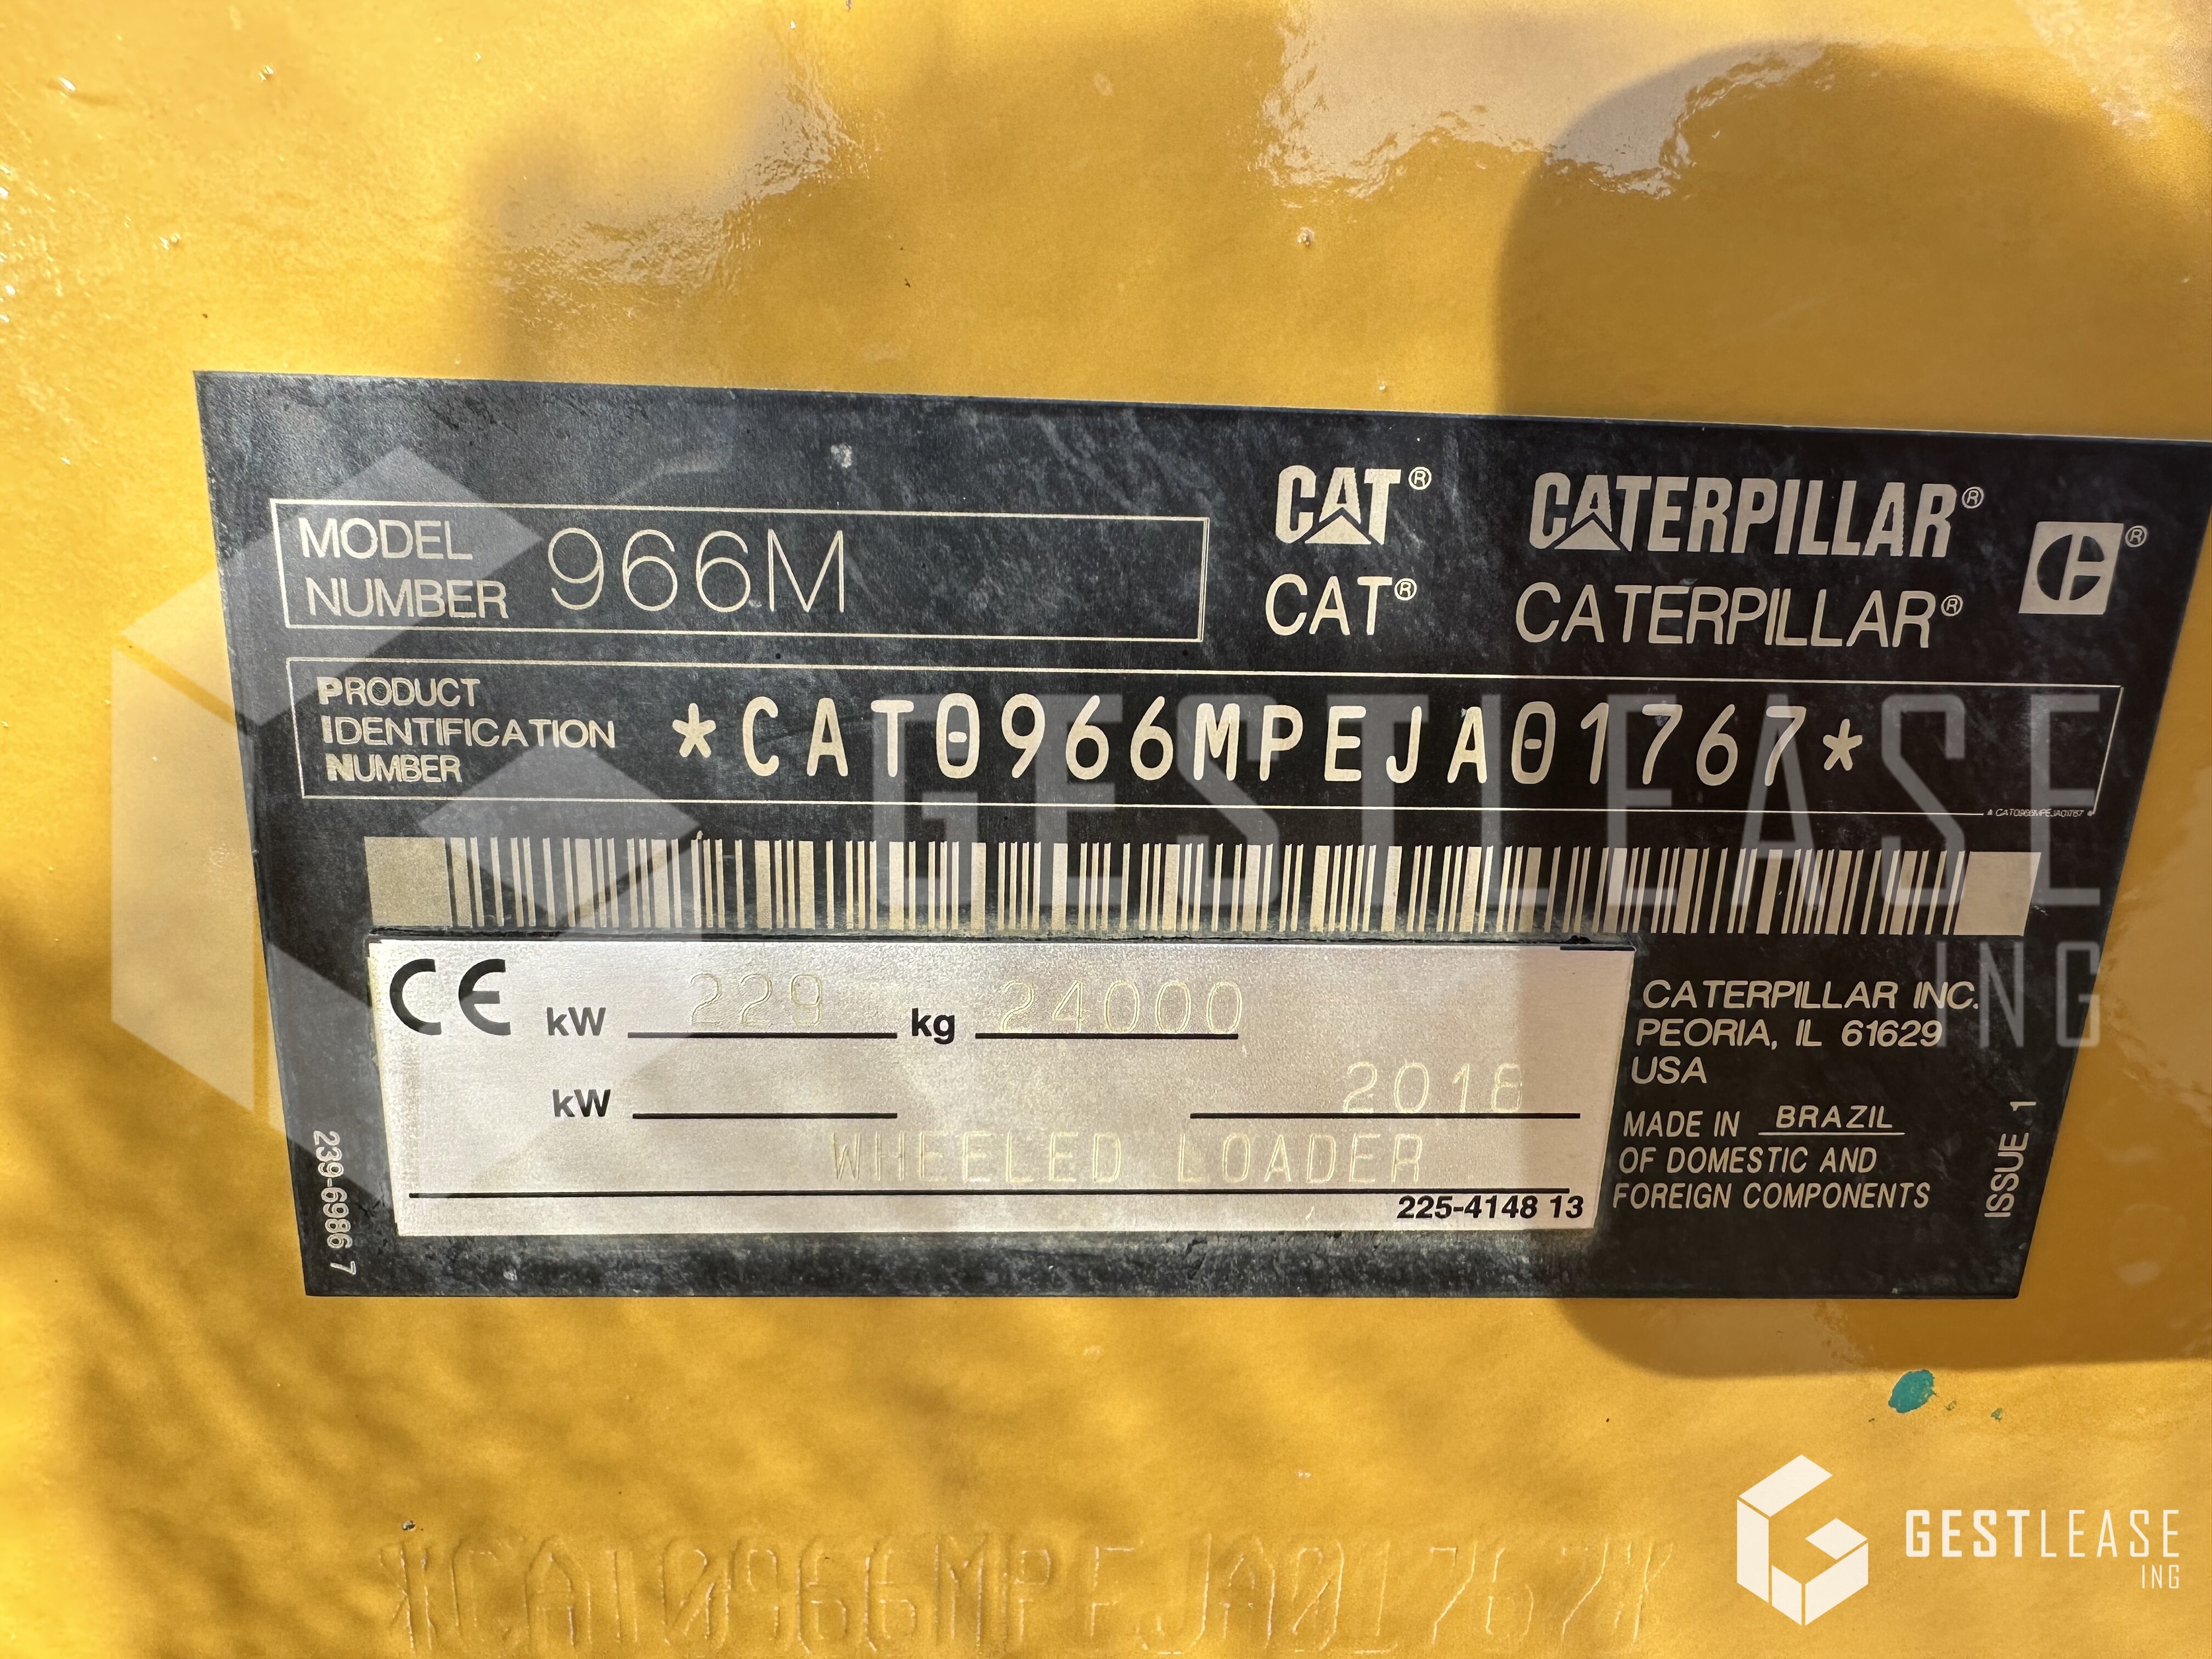 MODEL
NUMBER
966M
CAT® CATERPILLAR®
CAT® CATERPILLAR®
®
PRODUCT
IDENTIFICATION
NUMBER
*CAT0966MPEJA01767*
* CAT0966MPEJA01767 *
GESTLEASE
ING
CE kW 229 kg 24000
kW 2018
WHEELED LOADER
225-4148 13
CATERPILLAR INC.
PEORIA, IL 61629
USA
MADE IN BRAZIL
OF DOMESTIC AND
FOREIGN COMPONENTS
ISSUE 1
239-6986 7
*CAT0966MPEJA01767*
GESTLEASE
ING